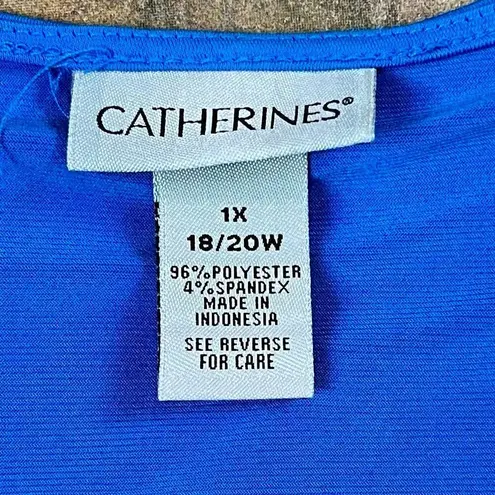 CATHERINES®
1X
18/20W
96%POLYESTER
4%SPANDEX
MADE IN
INDONESIA
SEE REVERSE
FOR CARE